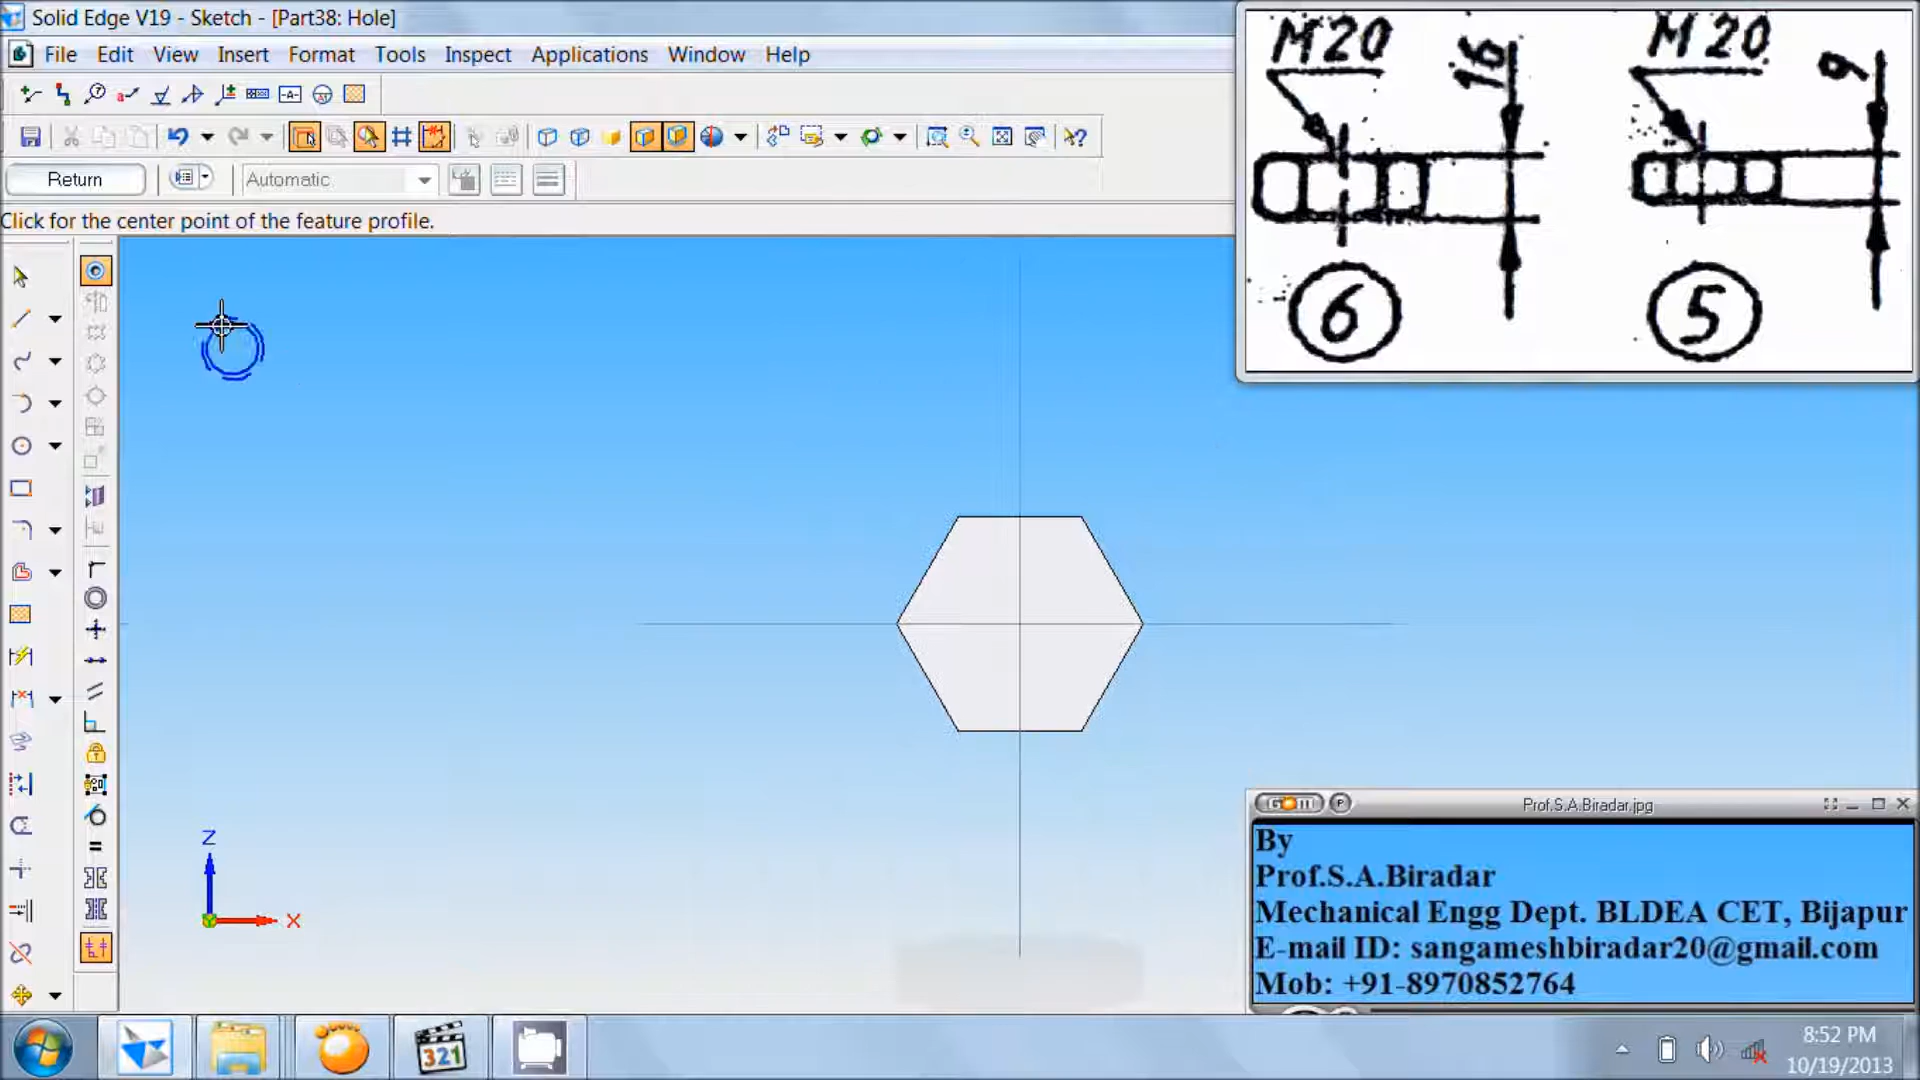 Solid Edge V19 - Sketch - [Part38: Hole]
File Edit View Insert Format Tools Inspect Applications Window Help
Return
Automatic
Click for the center point of the feature profile.
M20
16
M20
9
6
5
Z
X
GOM
P
Prof.S.A.Biradar.jpg
By
Prof.S.A.Biradar
Mechanical Engg Dept. BLDEA CET, Bijapur
E-mail ID: sangameshbiradar20@gmail.com
Mob: +91-8970852764
321
8:52 PM
10/19/2013